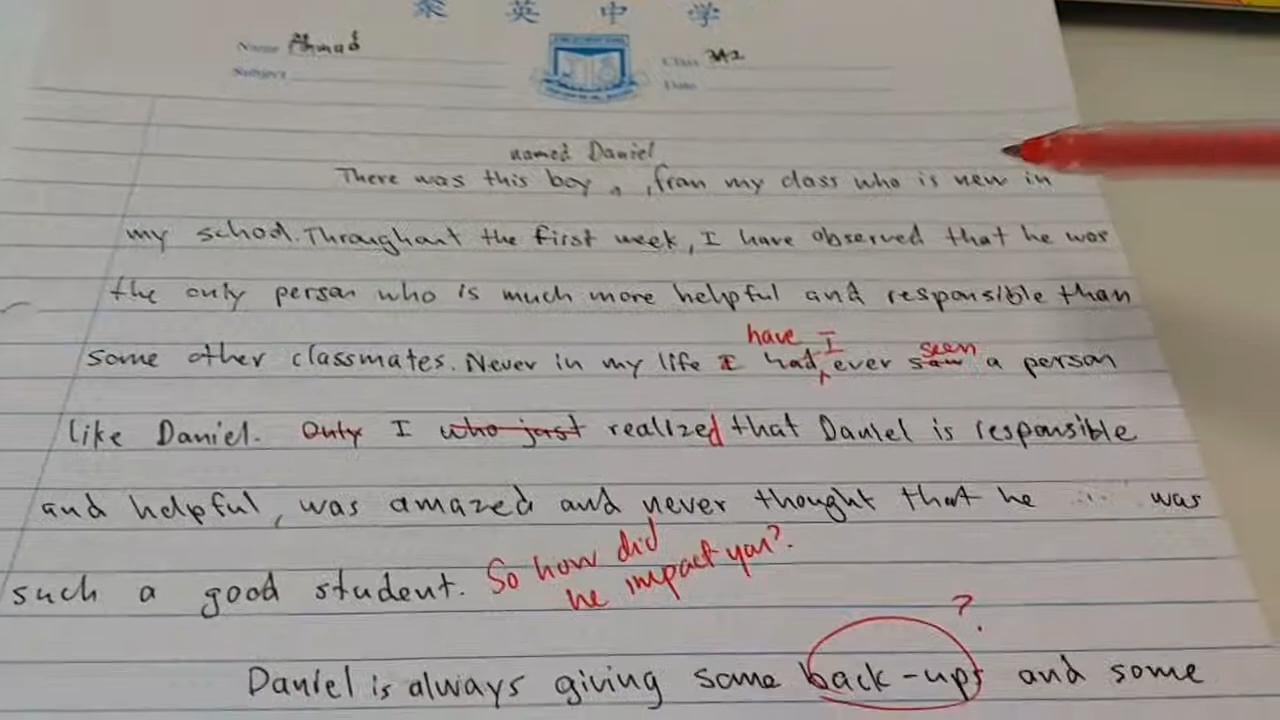 聚英中学
Name Ahmad
Class 3A2
Subject
Date
named Daniel
There was this boy , from my class who is new in
my school. Throughout the first week, I have observed that he was
the only person who is much more helpful and responsible than
have I
seen
some other classmates. Never in my life I had, ever saw a person
like Daniel. Only I who just realized that Daniel is responsible
and helpful, was amazed and never thought that he was
such a good student. So how did
he impact you?.
?
Daniel is always giving some back-ups and some